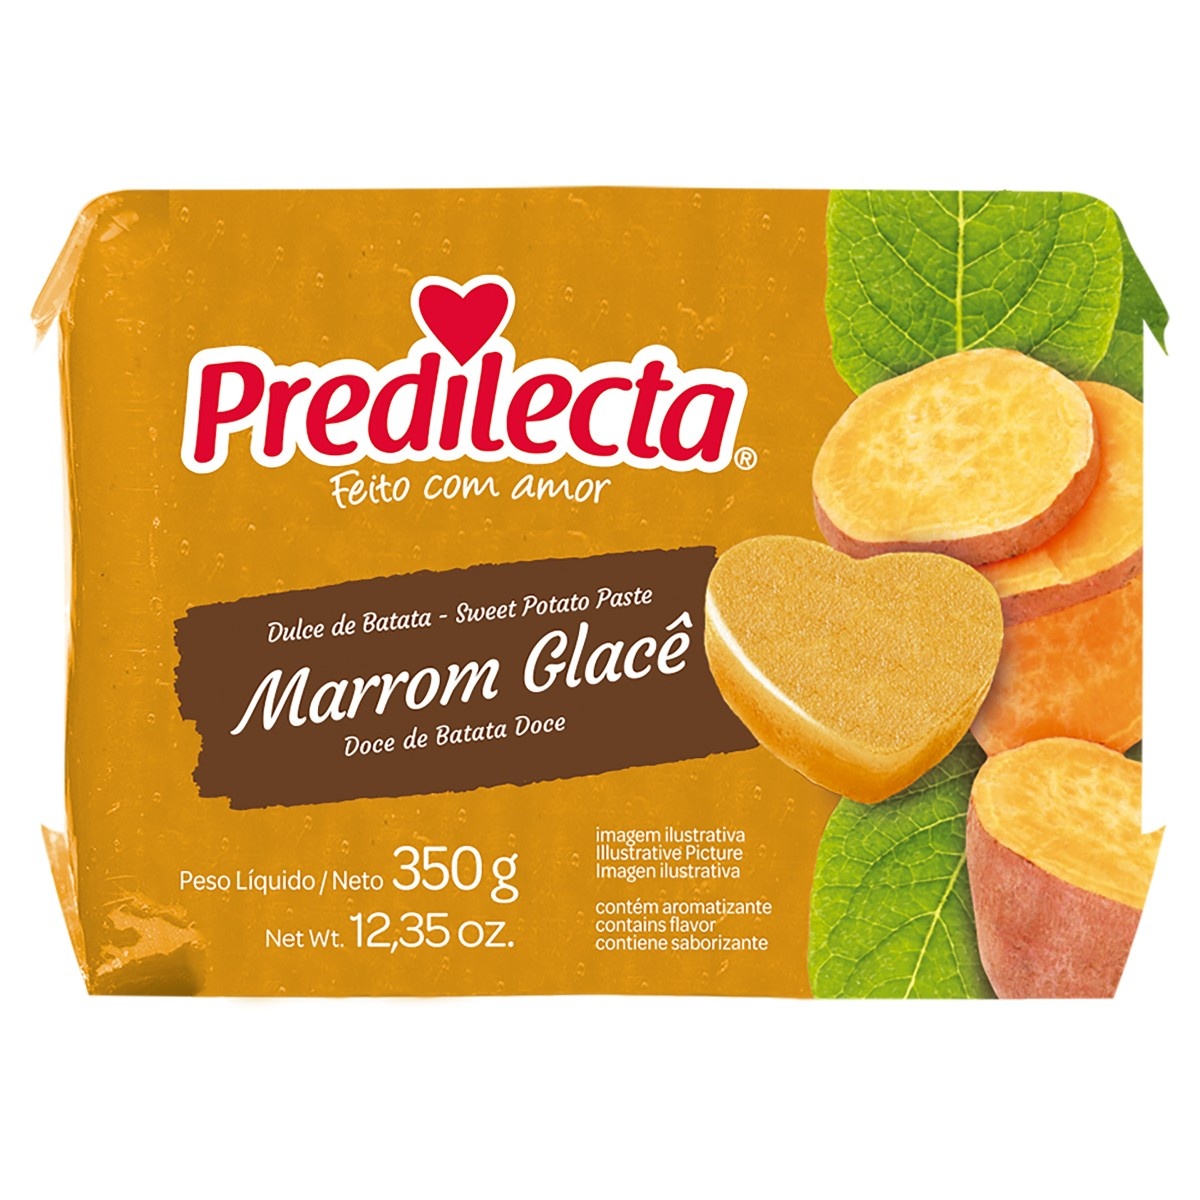 Predilecta®
Feito com amor
Dulce de Batata - Sweet Potato Paste
Marrom Glacê
Doce de Batata Doce
Peso Líquido / Neto 350 g
Net Wt. 12,35 oz.
imagem ilustrativa
Illustrative Picture
Imagen ilustrativa
contém aromatizante
contains flavor
contiene saborizante